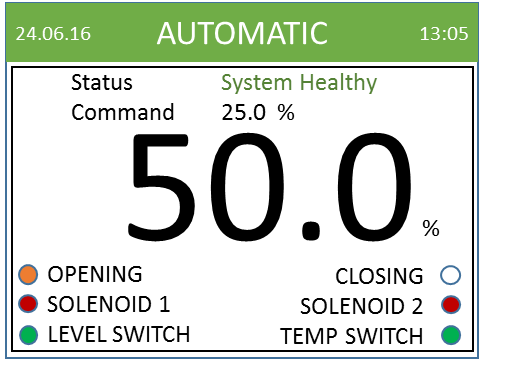 24.06.16 AUTOMATIC 13:05
Status System Healthy
Command 25.0 %
50.0 %
OPENING CLOSING
SOLENOID 1 SOLENOID 2
LEVEL SWITCH TEMP SWITCH